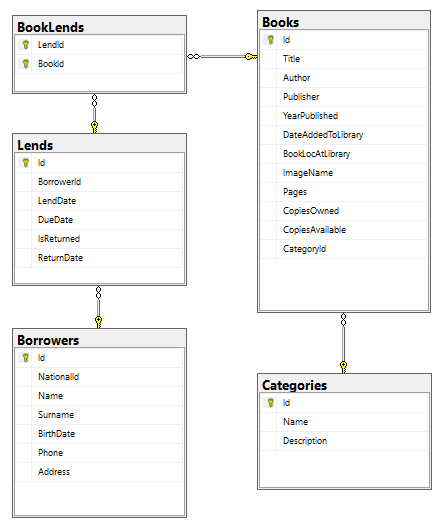 BookLends
LendId
BookId
Lends
Id
BorrowerId
LendDate
DueDate
IsReturned
ReturnDate
Borrowers
Id
NationalId
Name
Surname
BirthDate
Phone
Address
Books
Id
Title
Author
Publisher
YearPublished
DateAddedToLibrary
BookLocAtLibrary
ImageName
Pages
CopiesOwned
CopiesAvailable
CategoryId
Categories
Id
Name
Description